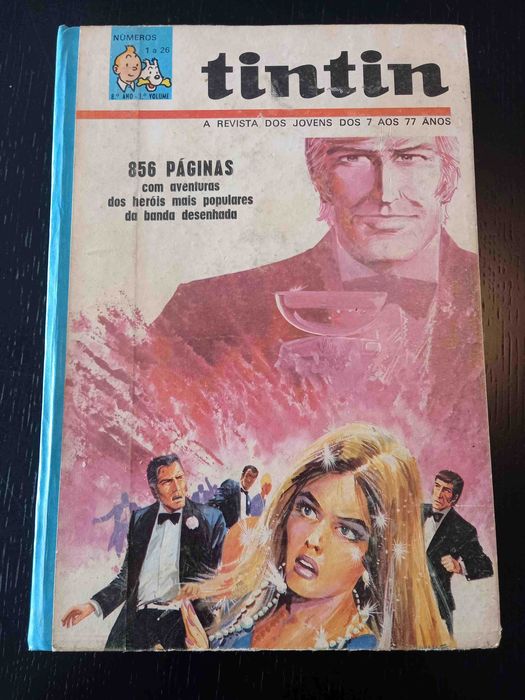 NÚMEROS
1 a 26
8.º ANO - 1.º VOLUME
tintin
A REVISTA DOS JOVENS DOS 7 AOS 77 ANOS
856 PÁGINAS
com aventuras
dos heróis mais populares
da banda desenhada